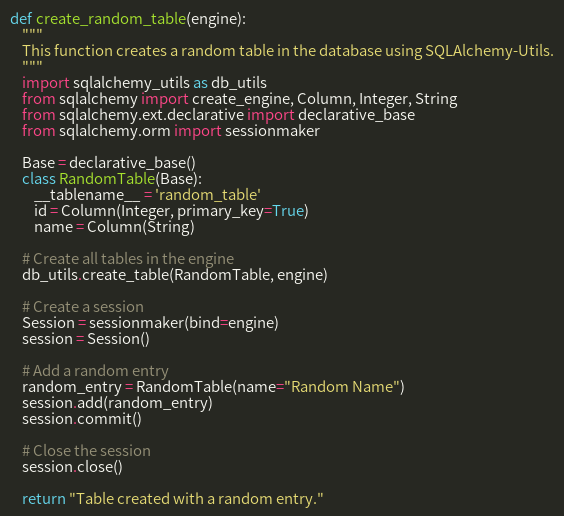 def create_random_table(engine):
"""
This function creates a random table in the database using SQLAlchemy-Utils.
"""
import sqlalchemy_utils as db_utils
from sqlalchemy import create_engine, Column, Integer, String
from sqlalchemy.ext.declarative import declarative_base
from sqlalchemy.orm import sessionmaker
Base = declarative_base()
class RandomTable(Base):
__tablename__ = 'random_table'
id = Column(Integer, primary_key=True)
name = Column(String)
# Create all tables in the engine
db_utils.create_table(RandomTable, engine)
# Create a session
Session = sessionmaker(bind=engine)
session = Session()
# Add a random entry
random_entry = RandomTable(name="Random Name")
session.add(random_entry)
session.commit()
# Close the session
session.close()
return "Table created with a random entry."